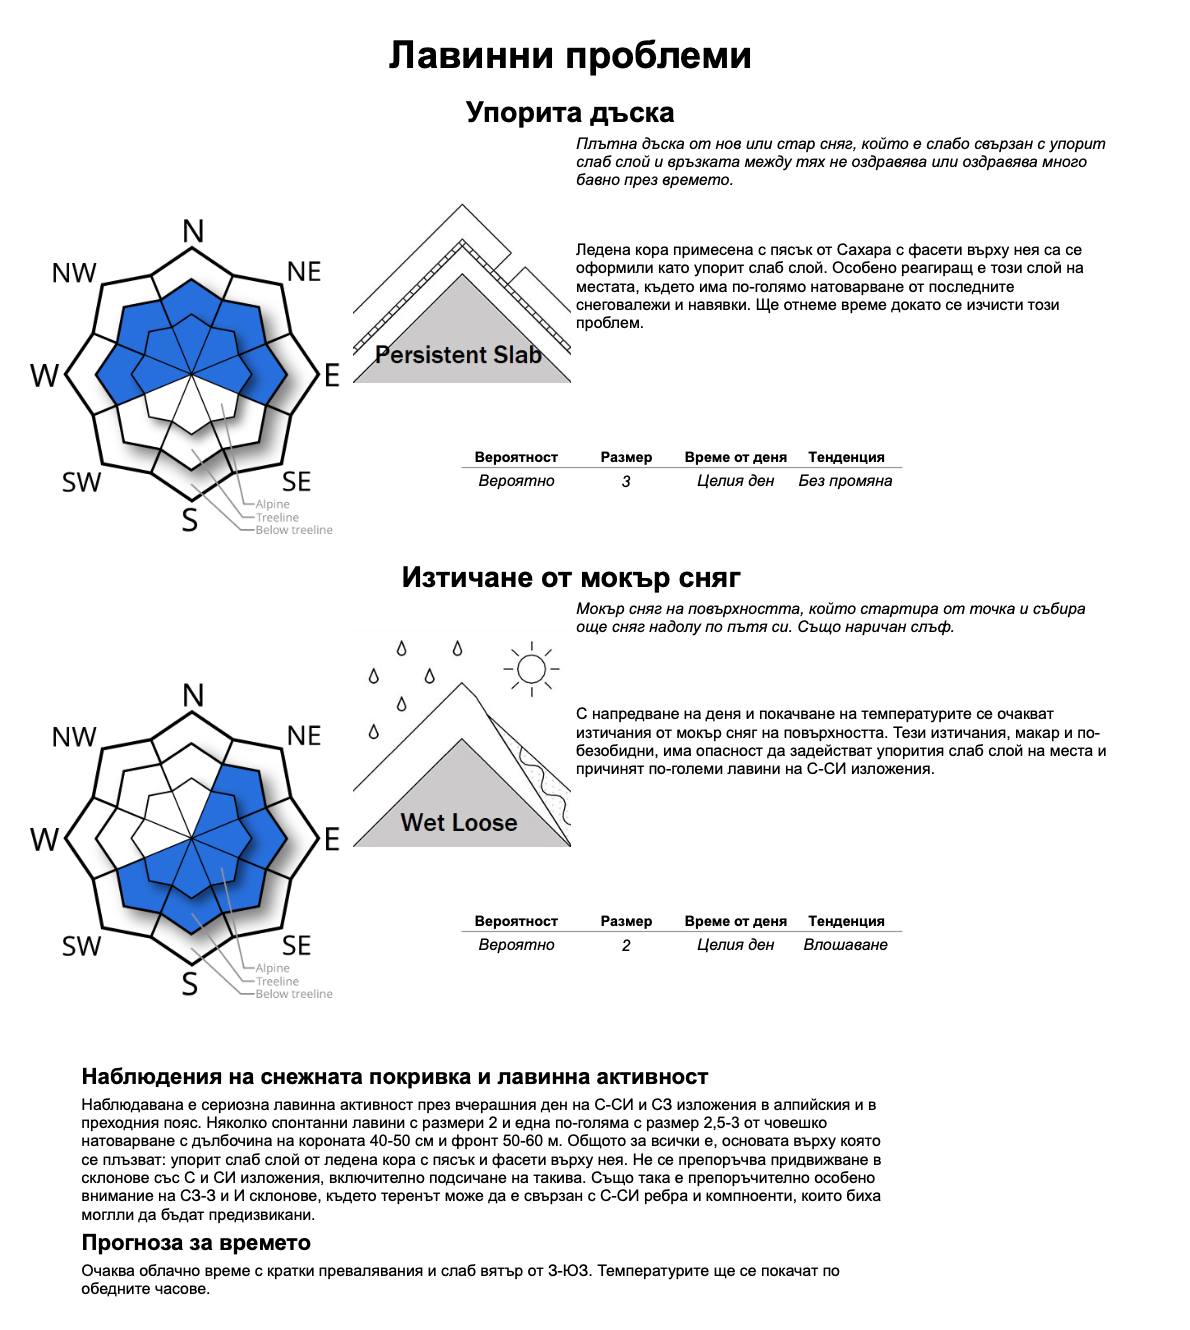 Лавинни проблеми
Упорита дъска
Плътна дъска от нов или стар сняг, който е слабо свързан с упорит
слаб слой и връзката между тях не оздравява или оздравява много
бавно през времето.
N
NW
NE
W
E
SW
SE
S
Alpine
Treeline
Below treeline
Persistent Slab
Ледена кора примесена с пясък от Сахара с фасети върху нея са се
оформили като упорит слаб слой. Особено реагиращ е този слой на
местата, където има по-голямо натоварване от последните
снеговалежи и навявки. Ще отнеме време докато се изчисти този
проблем.
Вероятност Размер Време от деня Тенденция
Вероятно 3 Целия ден Без промяна
Изтичане от мокър сняг
Мокър сняг на повърхността, който стартира от точка и събира
още сняг надолу по пътя си. Също наричан слъф.
N
NW
NE
W
E
SW
SE
S
Alpine
Treeline
Below treeline
Wet Loose
С напредване на деня и покачване на температурите се очакват
изтичания от мокър сняг на повърхността. Тези изтичания, макар и по-
безобидни, има опасност да задействат упорития слаб слой на места и
причинят по-големи лавини на С-СИ изложения.
Вероятност Размер Време от деня Тенденция
Вероятно 2 Целия ден Влошаване
Наблюдения на снежната покривка и лавинна активност
Наблюдавана е сериозна лавинна активност през вчерашния ден на С-СИ и СЗ изложения в алпийския и в
преходния пояс. Няколко спонтанни лавини с размери 2 и една по-голяма с размер 2,5-3 от човешко
натоварване с дълбочина на короната 40-50 см и фронт 50-60 м. Общото за всички е, основата върху която
се плъзват: упорит слаб слой от ледена кора с пясък и фасети върху нея. Не се препоръчва придвижване в
склонове със С и СИ изложения, включително подсичане на такива. Също така е препоръчително особено
внимание на СЗ-З и И склонове, където теренът може да е свързан с С-СИ ребра и компноенти, които биха
моглли да бъдат предизвикани.
Прогноза за времето
Очаква облачно време с кратки превалявания и слаб вятър от З-ЮЗ. Температурите ще се покачат по
обедните часове.